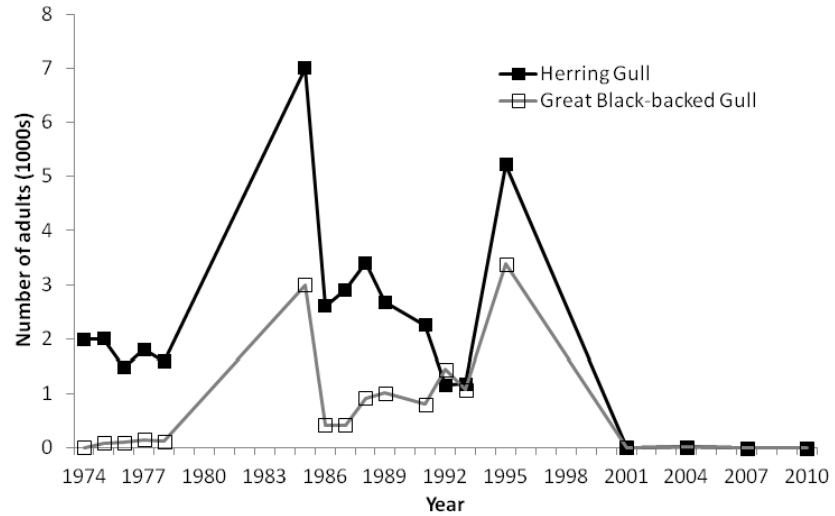 8
7
6
5
4
3
2
1
0
Number of adults (1000s)
Herring Gull
Great Black-backed Gull
1974 1977 1980 1983 1986 1989 1992 1995 1998 2001 2004 2007 2010
Year